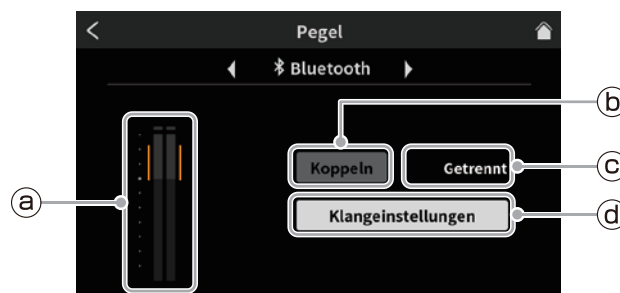 Pegel
Bluetooth
b
Koppeln
Getrennt
c
a
Klangeinstellungen
d